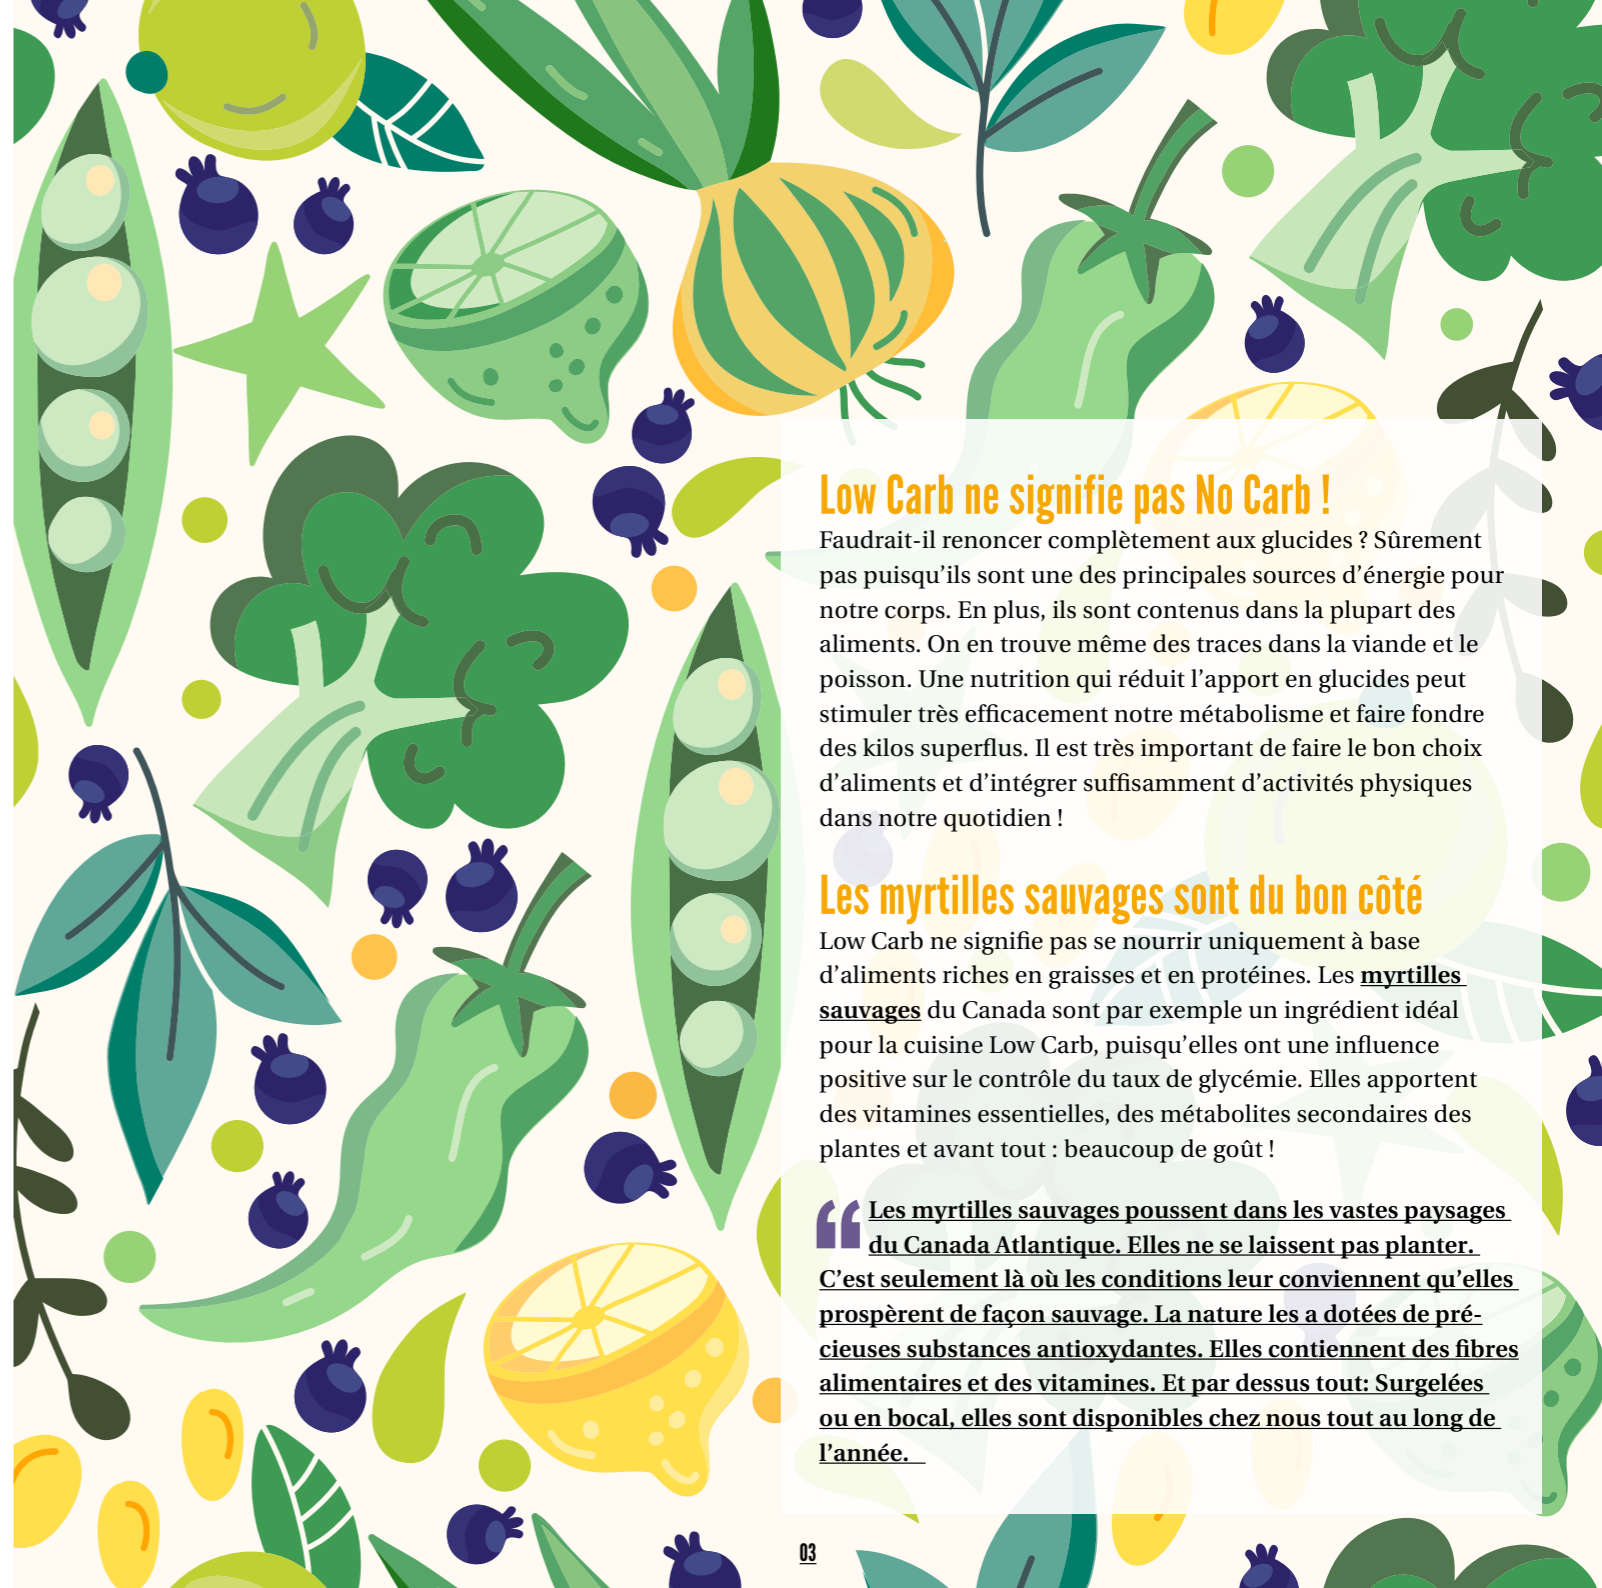 Low Carb ne signifie pas No Carb !
Faudrait-il renoncer complètement aux glucides ? Sûrement
pas puisqu’ils sont une des principales sources d’énergie pour
notre corps. En plus, ils sont contenus dans la plupart des
aliments. On en trouve même des traces dans la viande et le
poisson. Une nutrition qui réduit l’apport en glucides peut
stimuler très efficacement notre métabolisme et faire fondre
des kilos superflus. Il est très important de faire le bon choix
d’aliments et d’intégrer suffisamment d’activités physiques
dans notre quotidien !
Les myrtilles sauvages sont du bon côté
Low Carb ne signifie pas se nourrir uniquement à base
d’aliments riches en graisses et en protéines. Les myrtilles
sauvages du Canada sont par exemple un ingrédient idéal
pour la cuisine Low Carb, puisqu’elles ont une influence
positive sur le contrôle du taux de glycémie. Elles apportent
des vitamines essentielles, des métabolites secondaires des
plantes et avant tout : beaucoup de goût !
“ Les myrtilles sauvages poussent dans les vastes paysages
du Canada Atlantique. Elles ne se laissent pas planter.
C’est seulement là où les conditions leur conviennent qu’elles
prospèrent de façon sauvage. La nature les a dotées de pré-
cieuses substances antioxydantes. Elles contiennent des fibres
alimentaires et des vitamines. Et par dessus tout: Surgelées
ou en bocal, elles sont disponibles chez nous tout au long de
l’année.
03